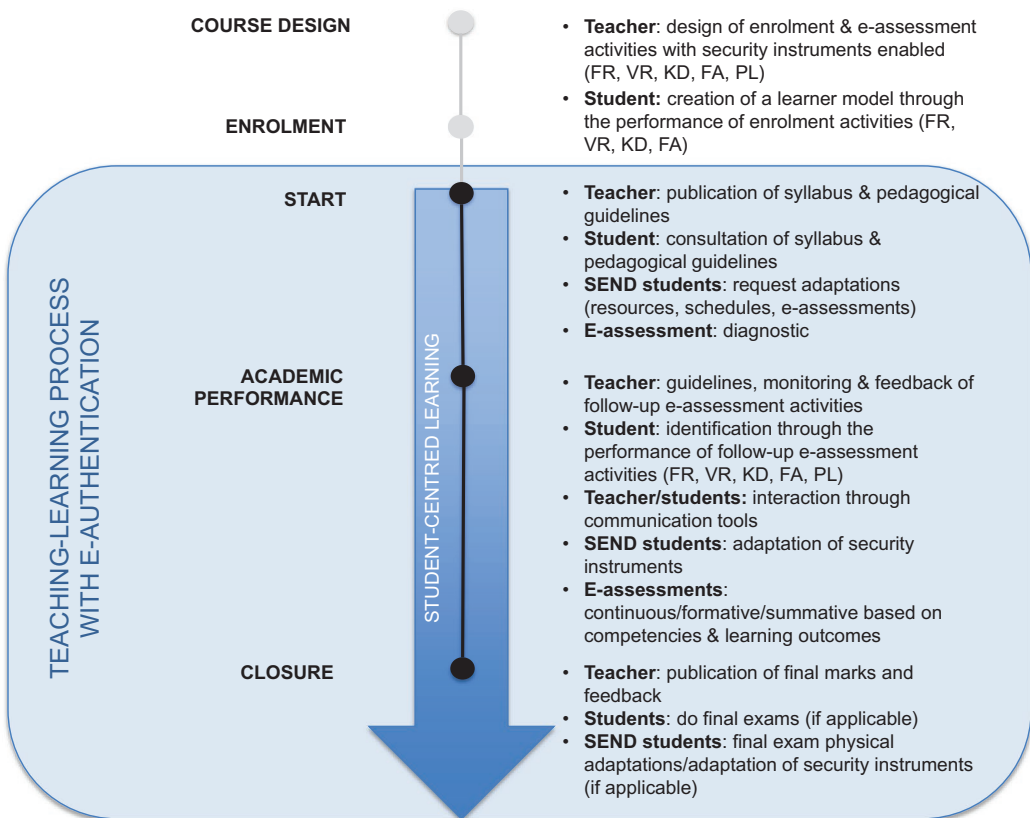 COURSE DESIGN
• Teacher: design of enrolment & e-assessment
activities with security instruments enabled
(FR, VR, KD, FA, PL)
ENROLMENT
• Student: creation of a learner model through
the performance of enrolment activities (FR,
VR, KD, FA)
TEACHING-LEARNING PROCESS
WITH E-AUTHENTICATION
STUDENT-CENTRED LEARNING
START
• Teacher: publication of syllabus & pedagogical
guidelines
• Student: consultation of syllabus &
pedagogical guidelines
• SEND students: request adaptations
(resources, schedules, e-assessments)
• E-assessment: diagnostic
ACADEMIC
PERFORMANCE
• Teacher: guidelines, monitoring & feedback of
follow-up e-assessment activities
• Student: identification through the
performance of follow-up e-assessment
activities (FR, VR, KD, FA, PL)
• Teacher/students: interaction through
communication tools
• SEND students: adaptation of security
instruments
• E-assessments:
continuous/formative/summative based on
competencies & learning outcomes
CLOSURE
• Teacher: publication of final marks and
feedback
• Students: do final exams (if applicable)
• SEND students: final exam physical
adaptations/adaptation of security instruments
(if applicable)